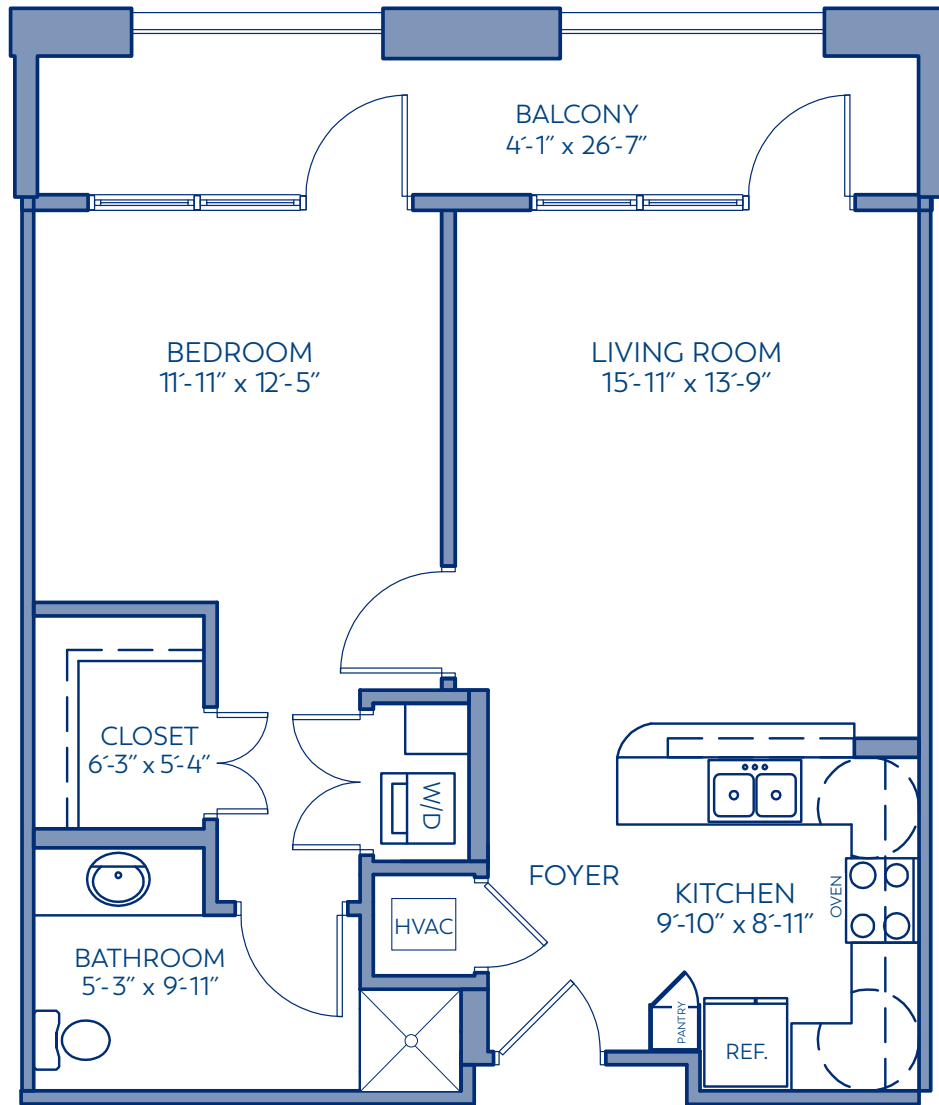 BALCONY
4'-1" x 26'-7"
BEDROOM
11'-11" x 12'-5"
LIVING ROOM
15'-11" x 13'-9"
CLOSET
6'-3" x 5'-4"
W/D
FOYER
KITCHEN
9'-10" x 8'-11"
OVEN
HVAC
BATHROOM
5'-3" x 9'-11"
PANTRY
REF.